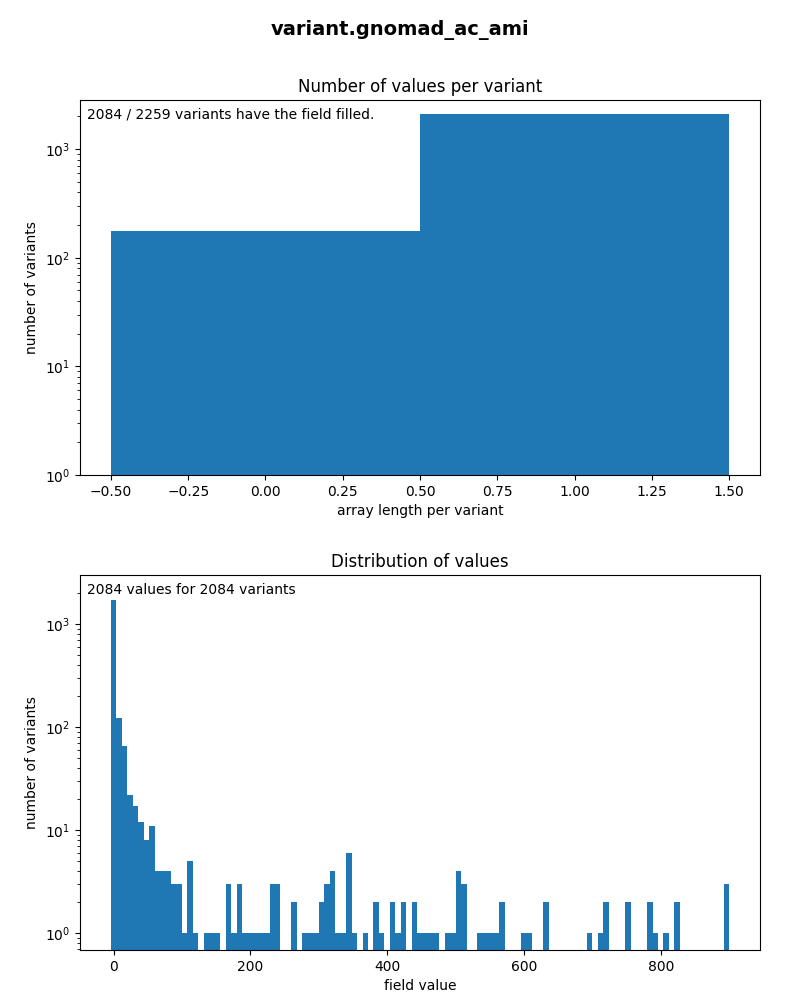 variant.gnomad_ac_ami
Number of values per variant
2084 / 2259 variants have the field filled.
10³
10²
10¹
10⁰
number of variants
−0.50 −0.25 0.00 0.25 0.50 0.75 1.00 1.25 1.50
array length per variant
Distribution of values
2084 values for 2084 variants
10³
10²
10¹
10⁰
number of variants
0 200 400 600 800
field value